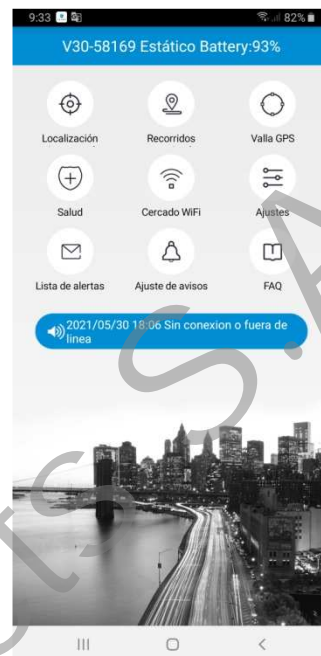 9:33 82%
V30-58169 Estático Battery:93%
Localización Recorridos Valla GPS
Salud Cercado WiFi Ajustes
Lista de alertas Ajuste de avisos FAQ
2021/05/30 18:06 Sin conexion o fuera de
linea